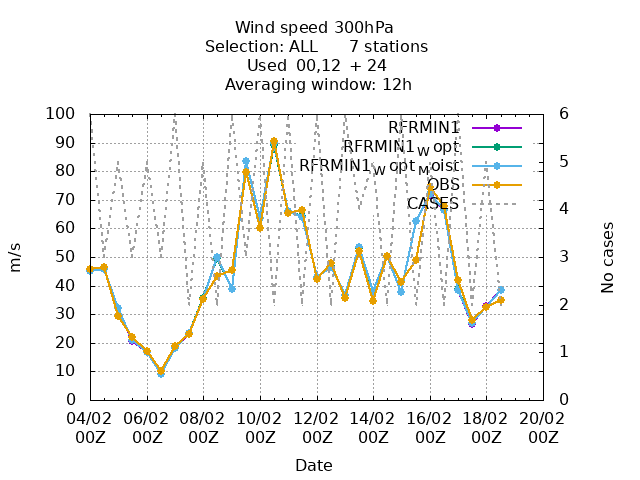 Wind speed 300hPa
Selection: ALL 7 stations
Used 00,12 + 24
Averaging window: 12h
100 6
RFRMIN1
90
RFRMIN1W opt
80 5
RFRMIN1W optM oist
OBS
70
CASES
60 4
50 3
40
30 2
20 1
10
0 0
m/s
No cases
04/02 06/02 08/02 10/02 12/02 14/02 16/02 18/02 20/02
00Z 00Z 00Z 00Z 00Z 00Z 00Z 00Z 00Z
Date